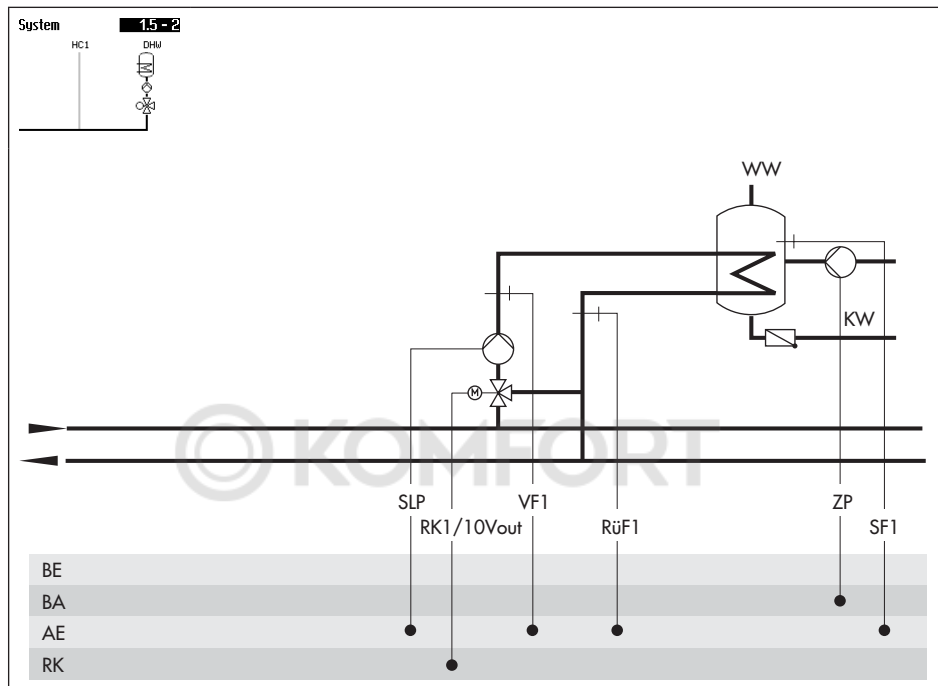 System 1.5 - 2
HC1 DHW
WW
KW
M
KOMFORT
SLP VF1 ZP
RK1/10Vout RüF1 SF1
BE
BA
AE
RK